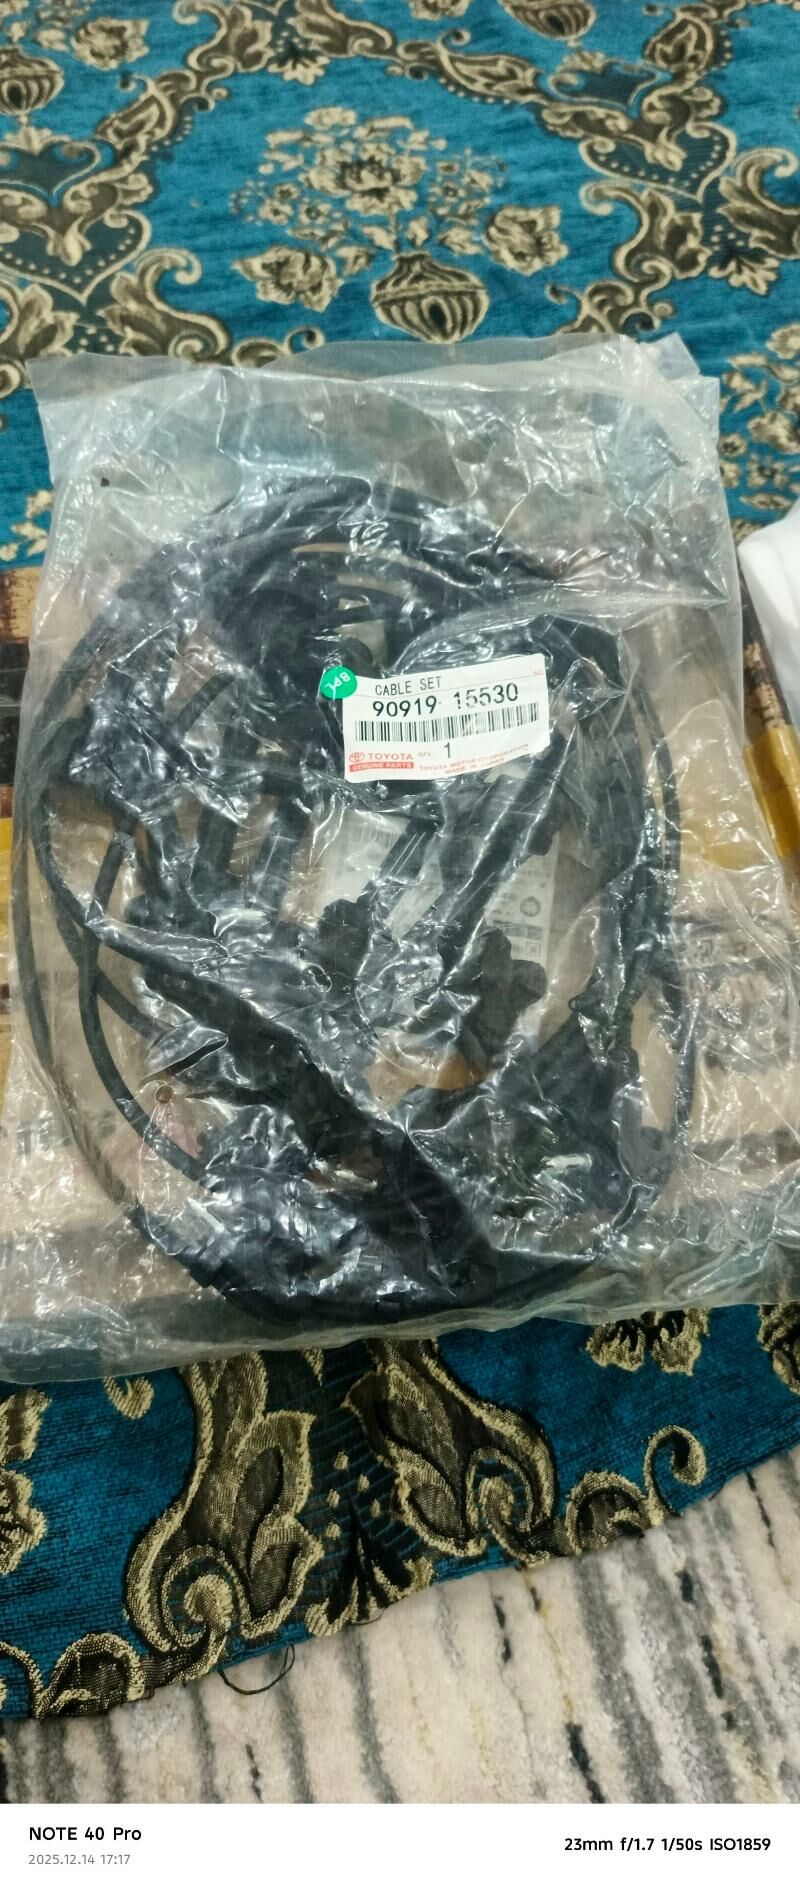 BPL
CABLE SET
90919-15530
TOYOTA QTY. 1
GENUINE PARTS
TOYOTA MOTOR CORPORATION
MADE IN JAPAN
NOTE 40 Pro
2025.12.14 17:17
23mm f/1.7 1/50s ISO1859